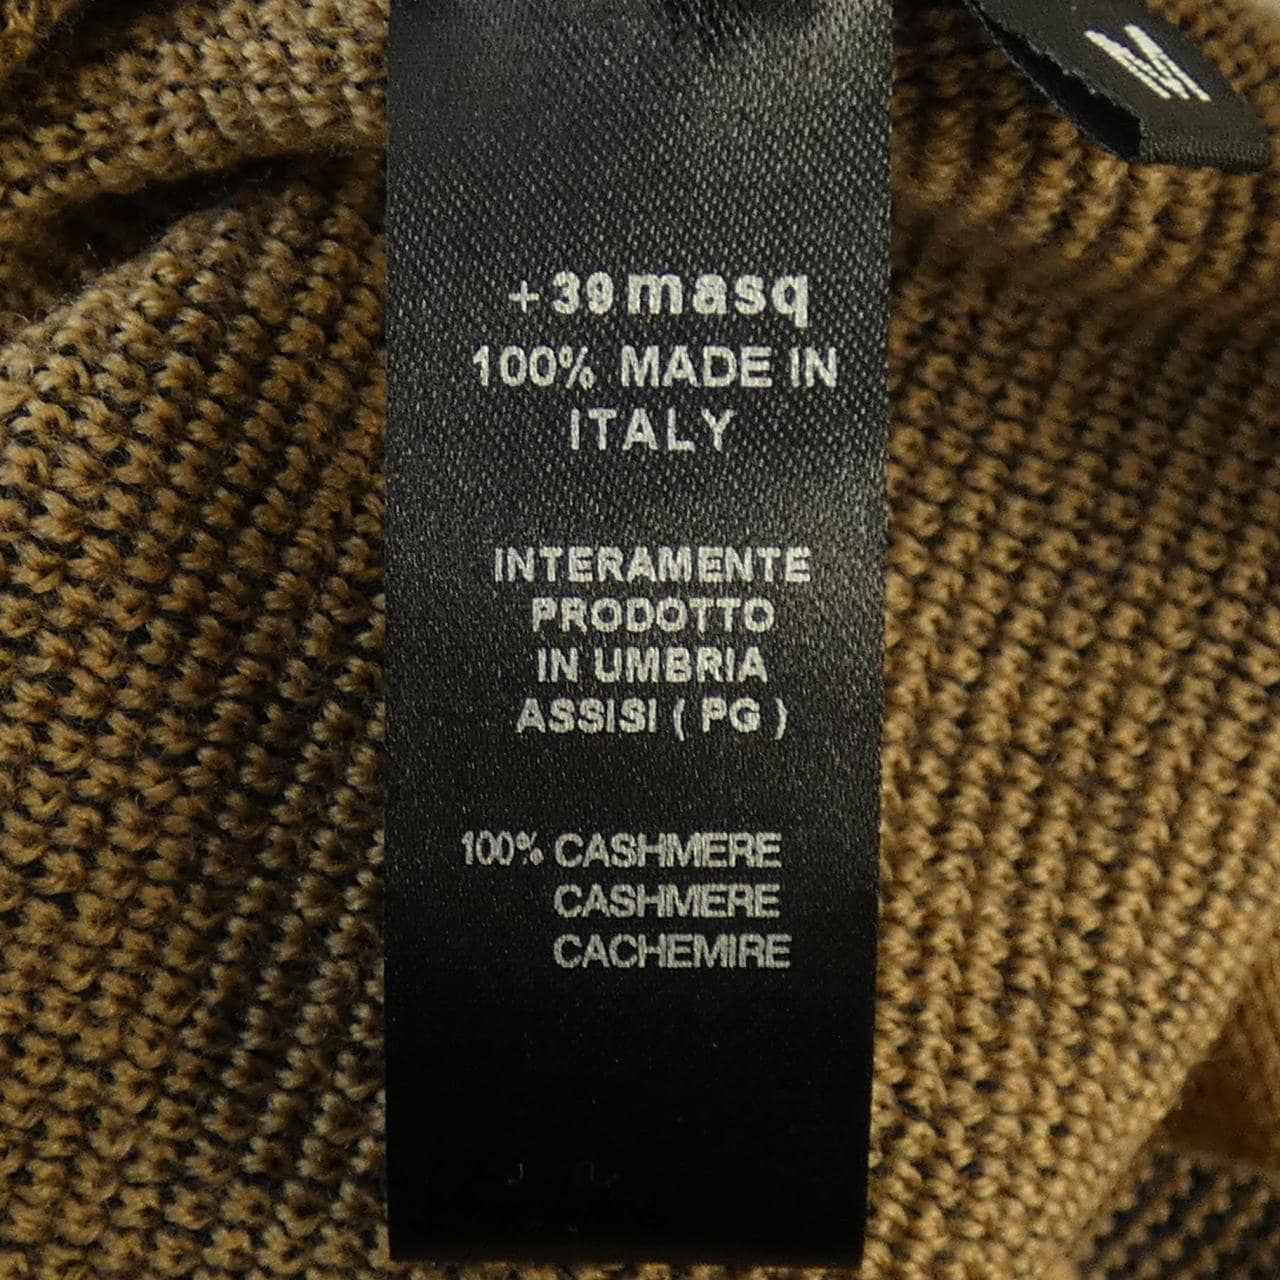 M
+39masq
100% MADE IN
ITALY
INTERAMENTE
PRODOTTO
IN UMBRIA
ASSISI ( PG )
100% CASHMERE
CASHMERE
CACHEMIRE